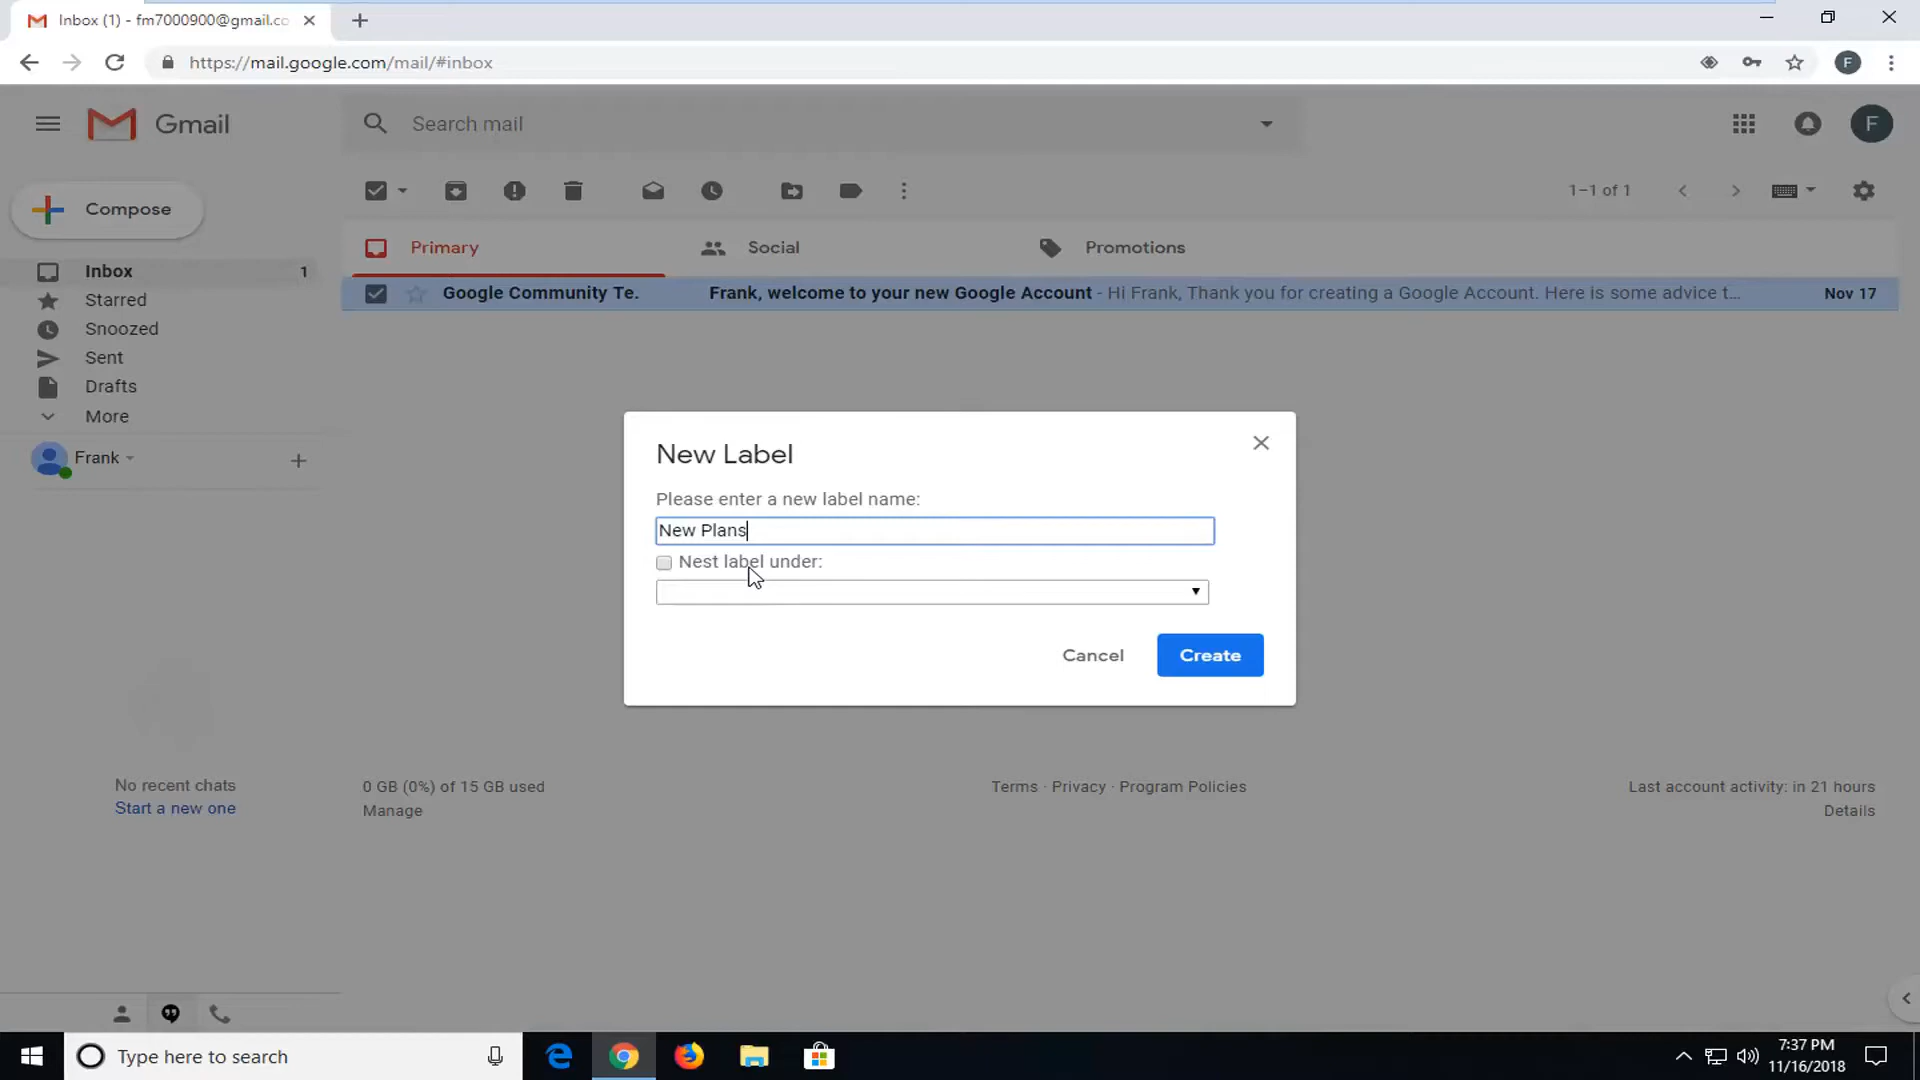 Inbox (1) - fm7000900@gmail.co
https://mail.google.com/mail/#inbox
F
Gmail
Search mail
F
Compose
1–1 of 1
Primary
Social
Promotions
Inbox 1
Google Community Te. Frank, welcome to your new Google Account - Hi Frank, Thank you for creating a Google Account. Here is some advice t... Nov 17
Starred
Snoozed
Sent
Drafts
More
Frank
New Label
Please enter a new label name:
New Plans
Nest label under:
Cancel
Create
No recent chats
Start a new one
0 GB (0%) of 15 GB used
Manage
Terms · Privacy · Program Policies
Last account activity: in 21 hours
Details
Type here to search
7:37 PM
11/16/2018